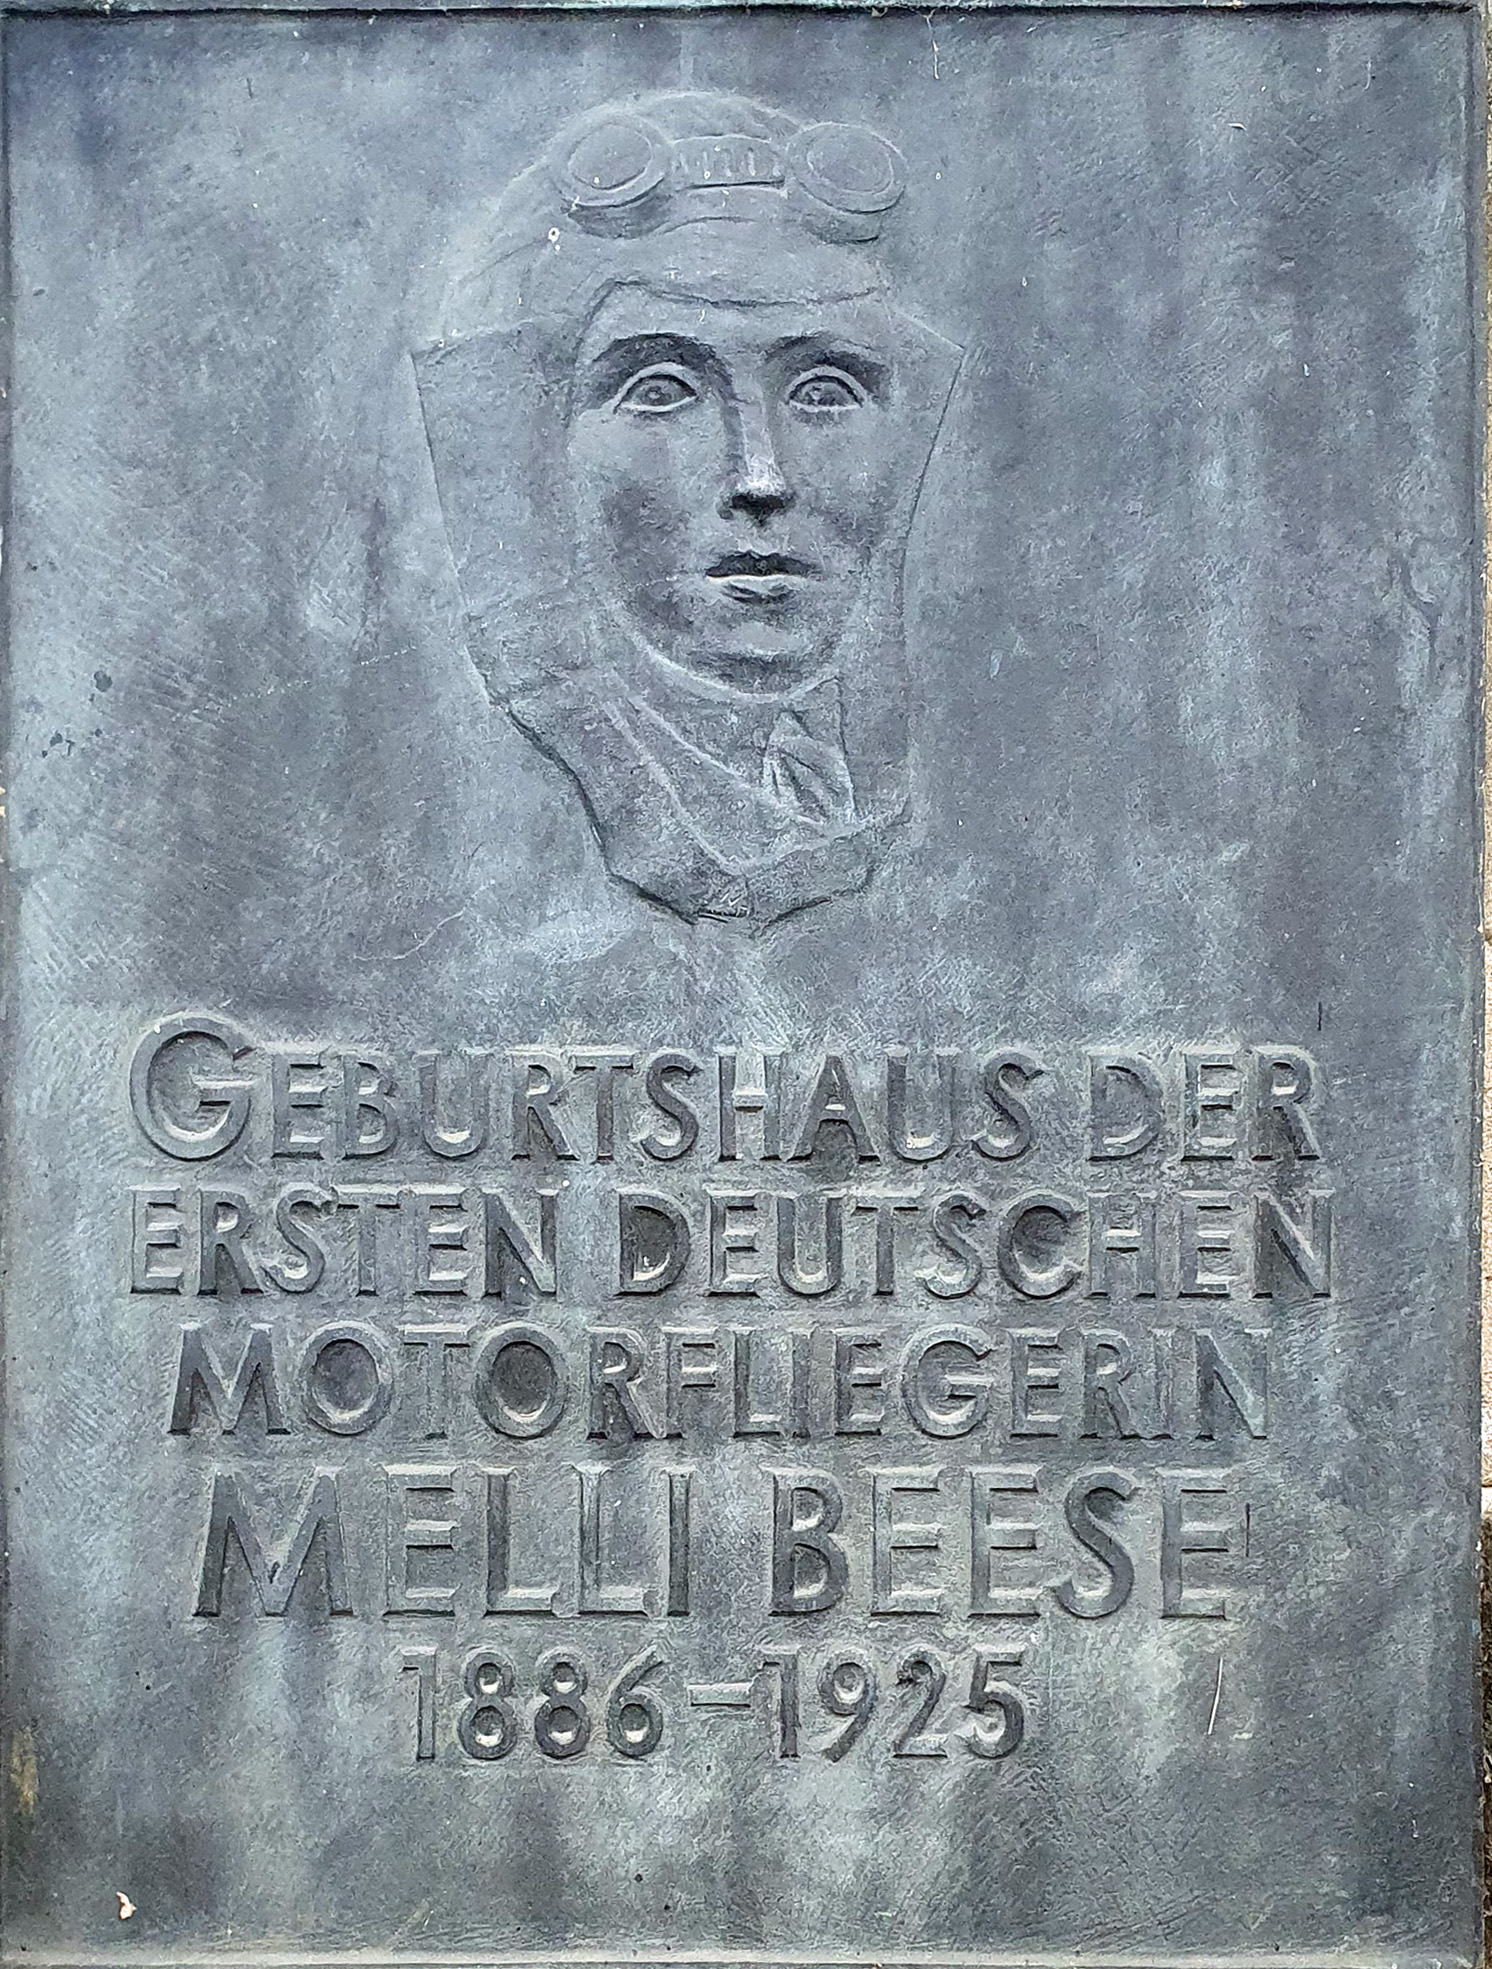 GEBURTSHAUS DER
ERSTEN DEUTSCHEN
MOTORFLIEGERIN
MELLI BEESE
1886–1925